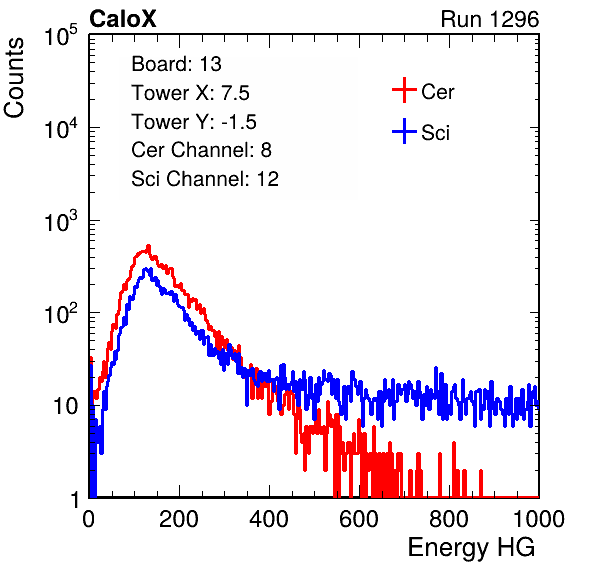 CaloX Run 1296
Counts
Board: 13
Tower X: 7.5
Tower Y: -1.5
Cer Channel: 8
Sci Channel: 12
Cer
Sci
10^5
10^4
10^3
10^2
10
1
0 200 400 600 800 1000
Energy HG